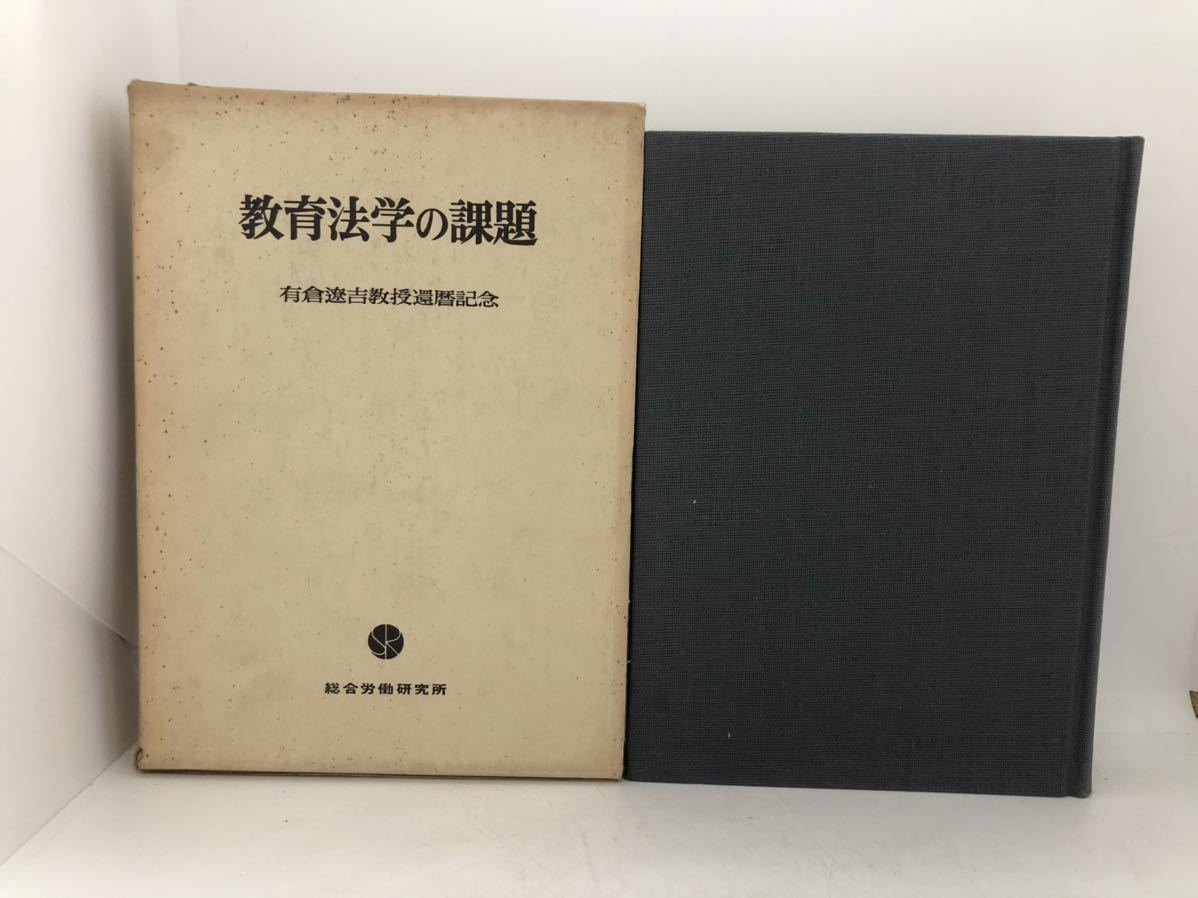 教育法学の課題
有倉遼吉教授還暦記念
総合労働研究所